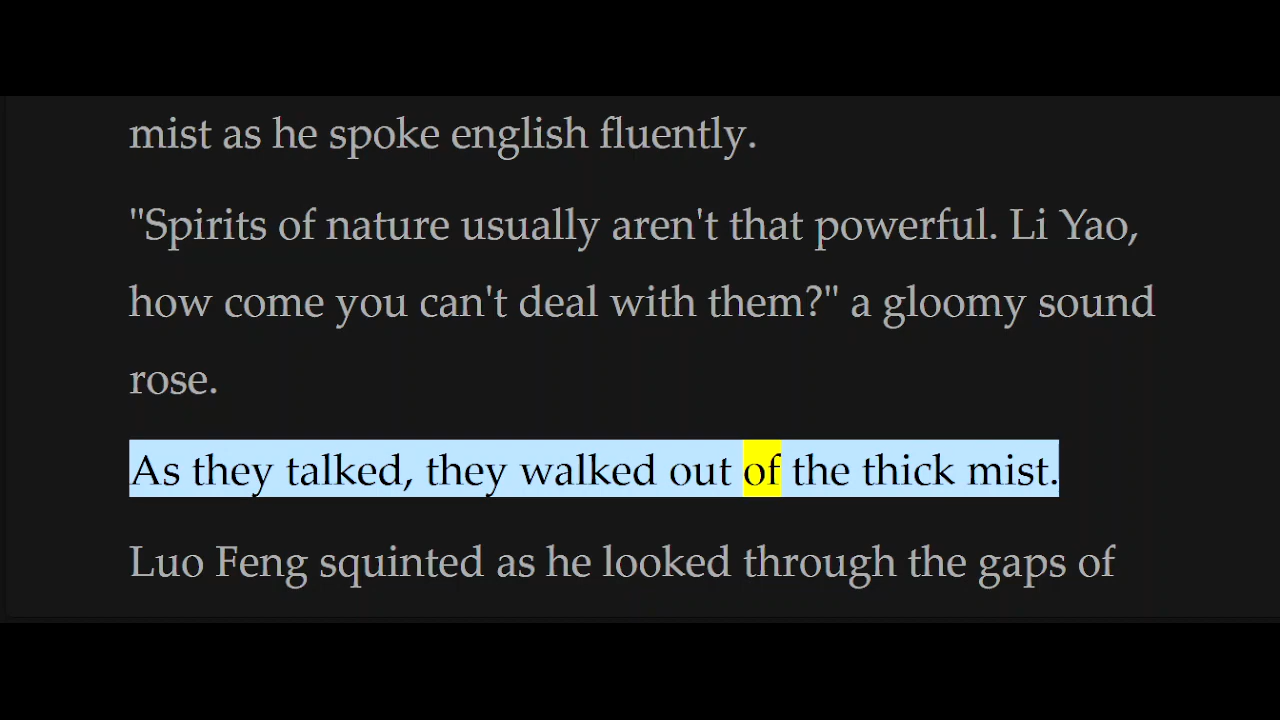 mist as he spoke english fluently.
"Spirits of nature usually aren't that powerful. Li Yao,
how come you can't deal with them?" a gloomy sound
rose.
As they talked, they walked out of the thick mist.
Luo Feng squinted as he looked through the gaps of